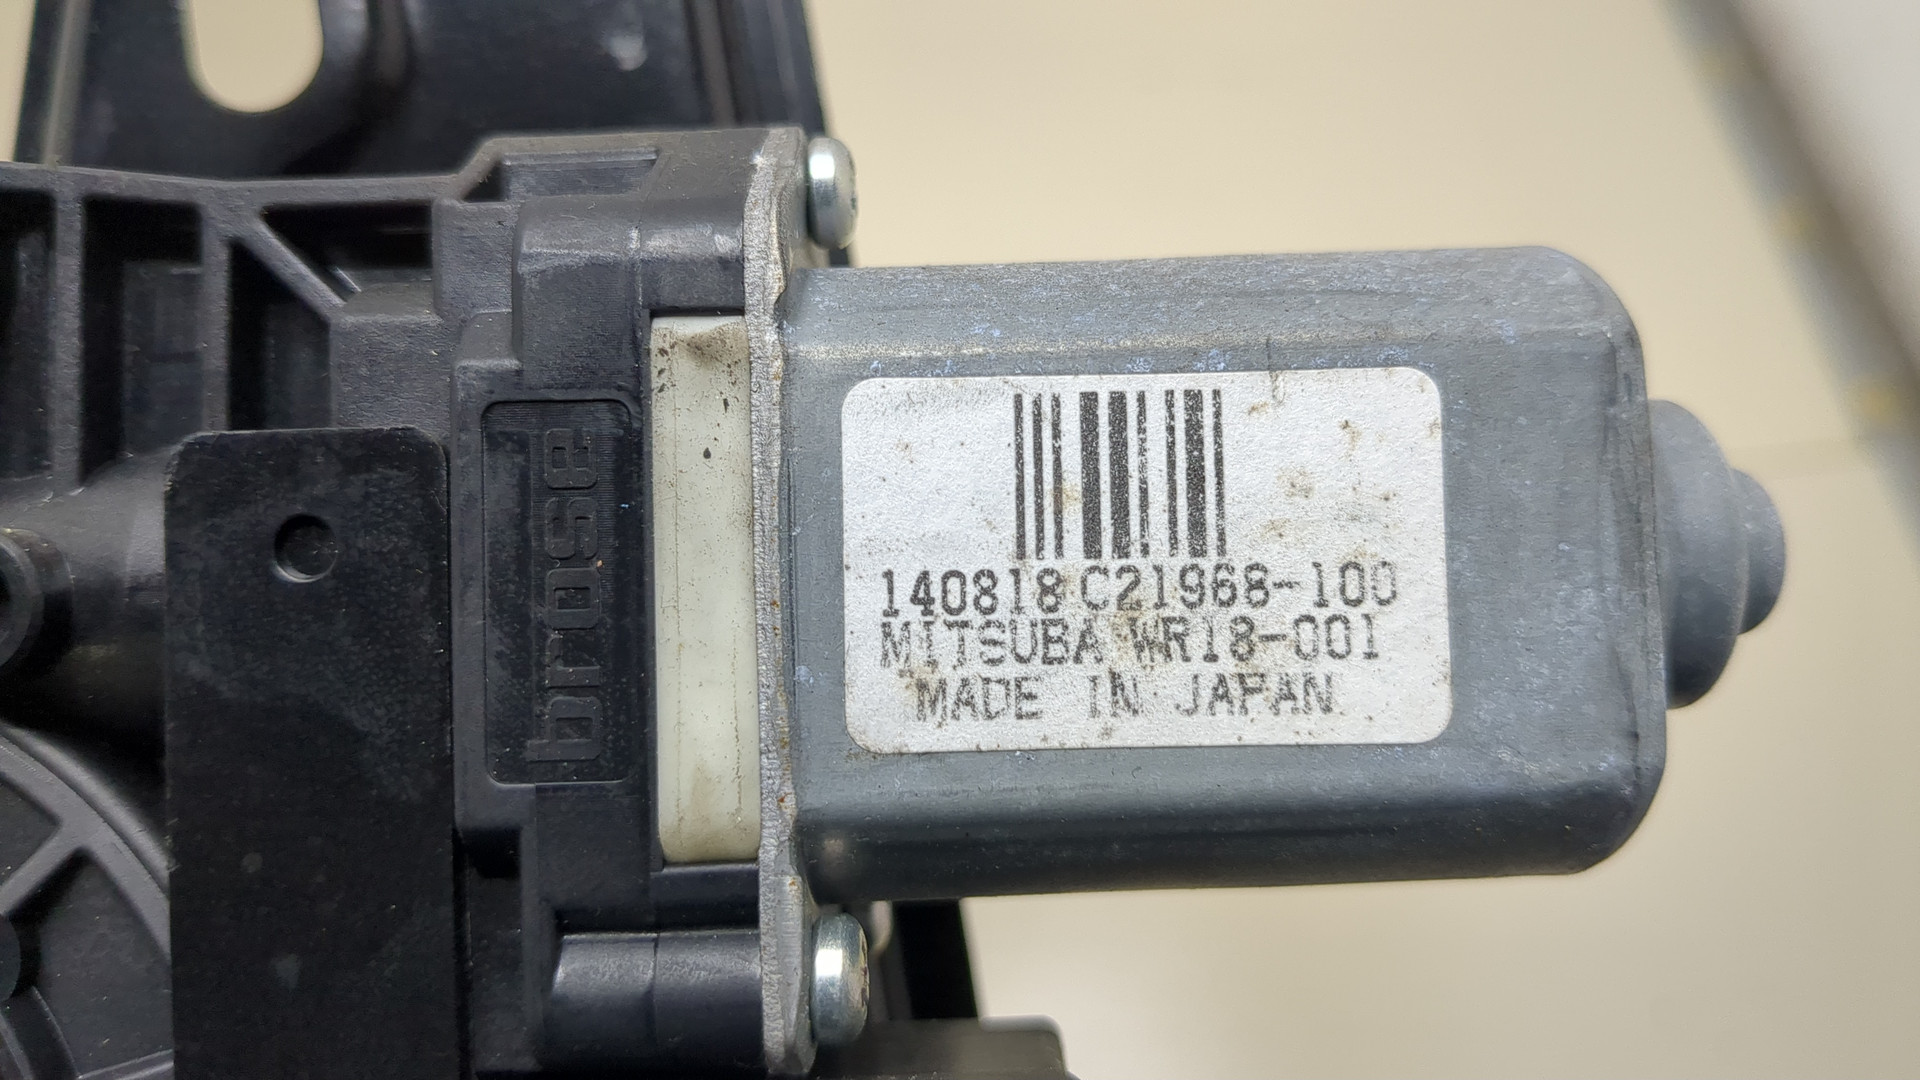 brose
140818 C21968-100
MITSUBA WR18-001
MADE IN JAPAN